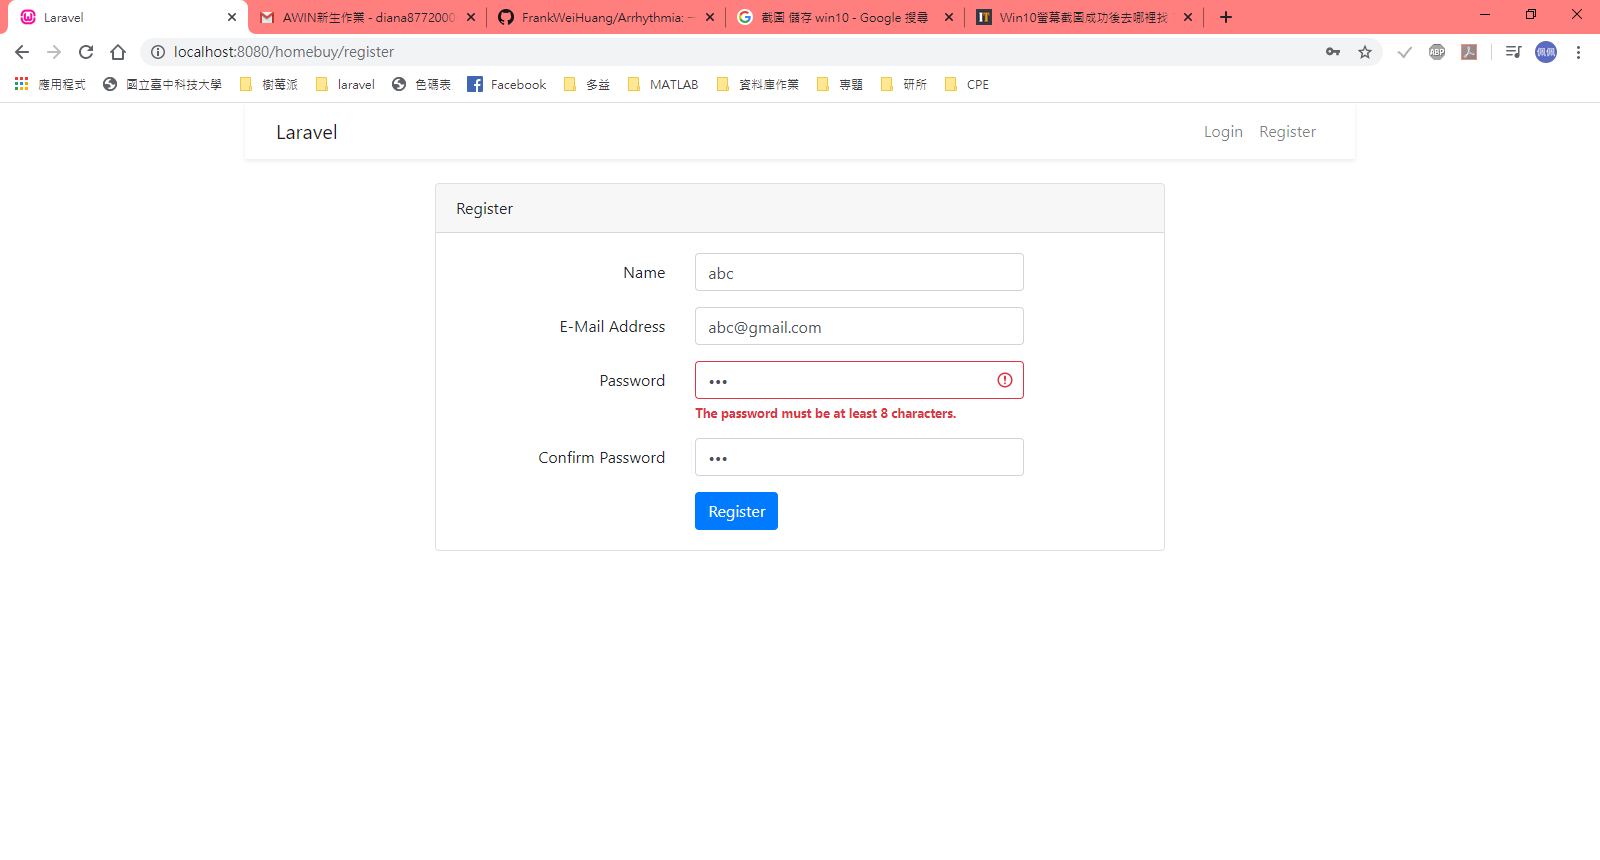 Laravel
AWIN新生作業 - diana8772000
FrankWeiHuang/Arrhythmia: 一
截圖 儲存 win10 - Google 搜尋
IT Win10螢幕截圖成功後去哪裡找
localhost:8080/homebuy/register
ABP
佩佩
應用程式
國立臺中科技大學
樹莓派
laravel
色碼表
Facebook
多益
MATLAB
資料庫作業
專題
研所
CPE
Laravel
Login
Register
Register
Name
abc
E-Mail Address
abc@gmail.com
Password
The password must be at least 8 characters.
Confirm Password
Register